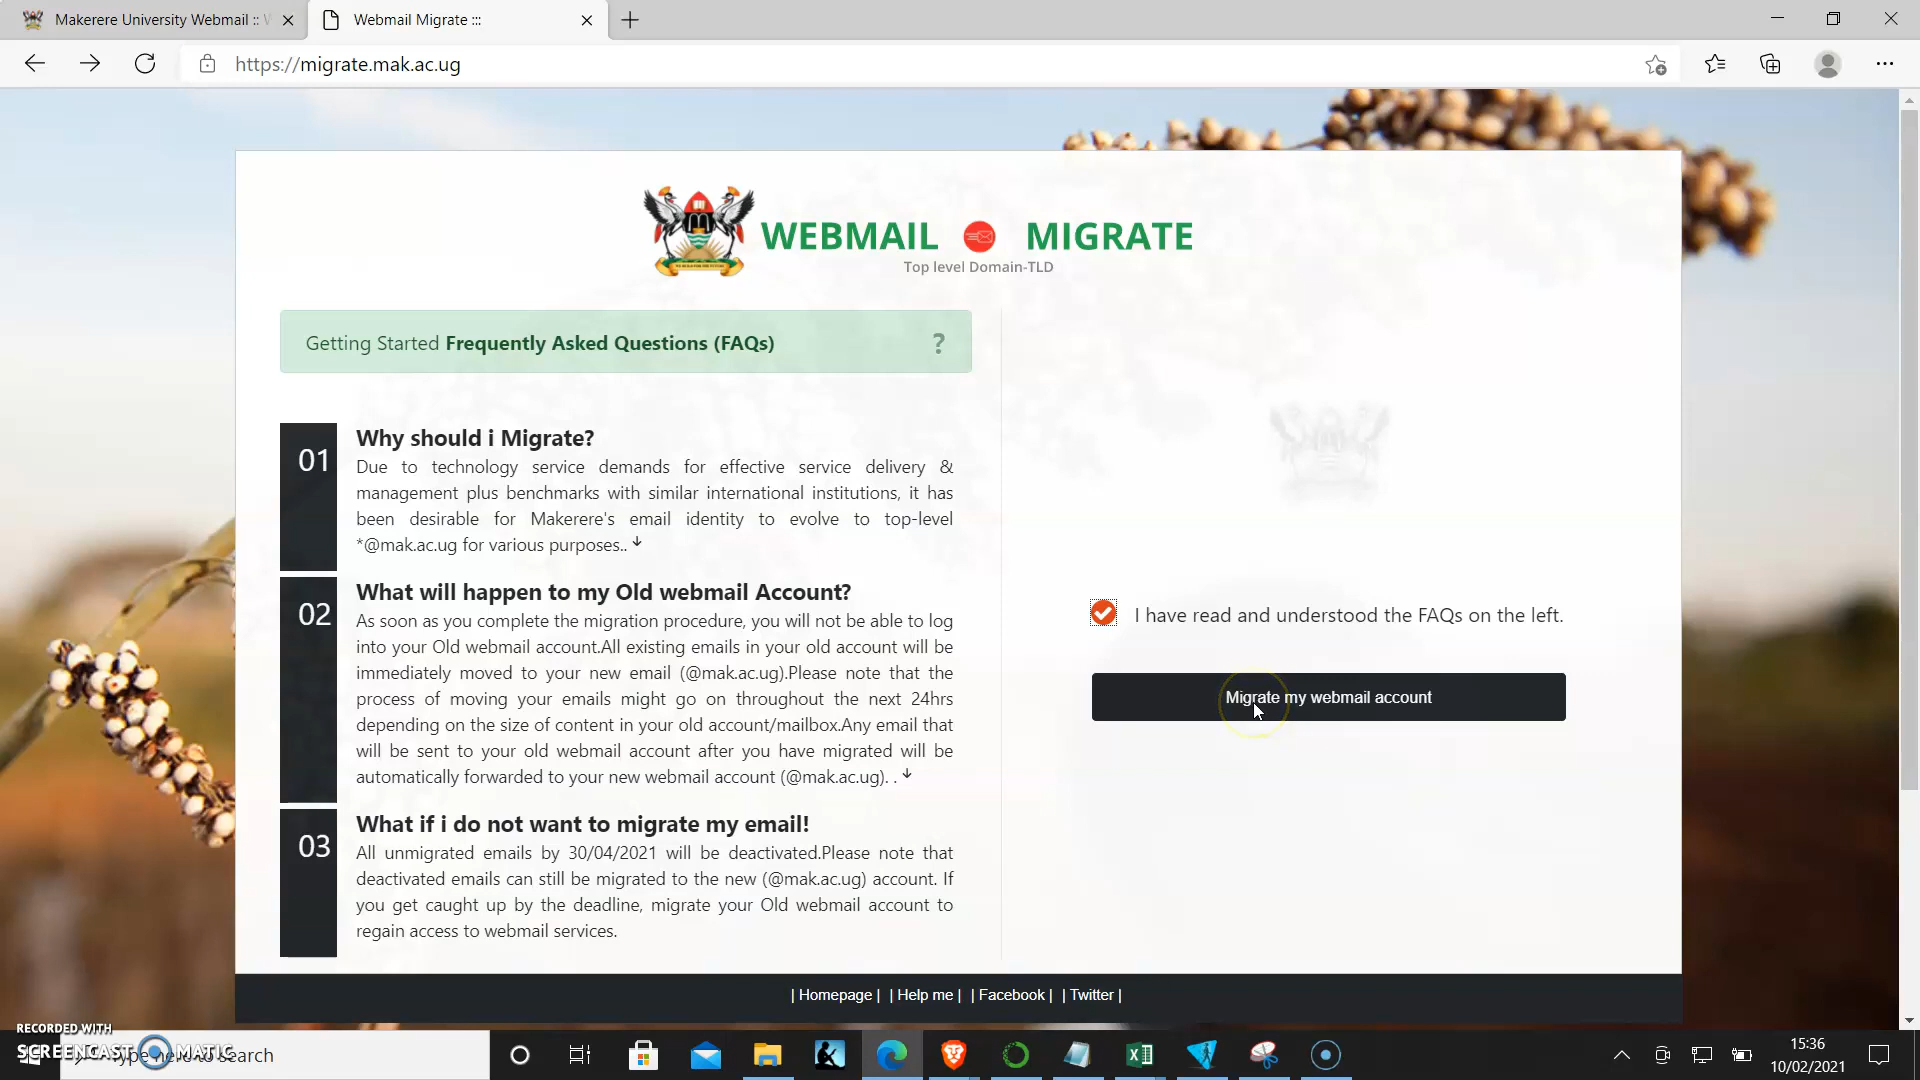 Makerere University Webmail :: W
Webmail Migrate :::
https://migrate.mak.ac.ug
WEBMAIL MIGRATE
Top level Domain-TLD
Getting Started Frequently Asked Questions (FAQs) ?
01
Why should i Migrate?
Due to technology service demands for effective service delivery &
management plus benchmarks with similar international institutions, it has
been desirable for Makerere's email identity to evolve to top-level
*@mak.ac.ug for various purposes..
02
What will happen to my Old webmail Account?
As soon as you complete the migration procedure, you will not be able to log
into your Old webmail account.All existing emails in your old account will be
immediately moved to your new email (@mak.ac.ug).Please note that the
process of moving your emails might go on throughout the next 24hrs
depending on the size of content in your old account/mailbox.Any email that
will be sent to your old webmail account after you have migrated will be
automatically forwarded to your new webmail account (@mak.ac.ug). .
03
What if i do not want to migrate my email!
All unmigrated emails by 30/04/2021 will be deactivated.Please note that
deactivated emails can still be migrated to the new (@mak.ac.ug) account. If
you get caught up by the deadline, migrate your Old webmail account to
regain access to webmail services.
I have read and understood the FAQs on the left.
Migrate my webmail account
| Homepage | | Help me | | Facebook | | Twitter |
RECORDED WITH
SCREENCAST MATIC
Type here to search
15:36
10/02/2021